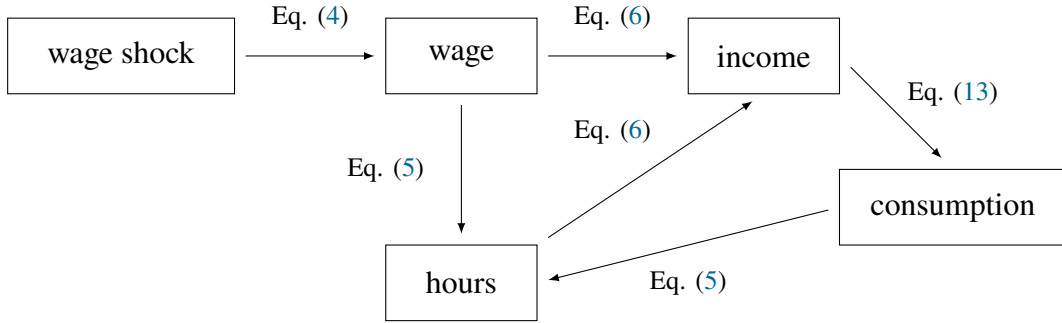 Eq. (4)
Eq. (6)
wage shock
wage
income
Eq. (13)
Eq. (6)
Eq. (5)
consumption
hours
Eq. (5)